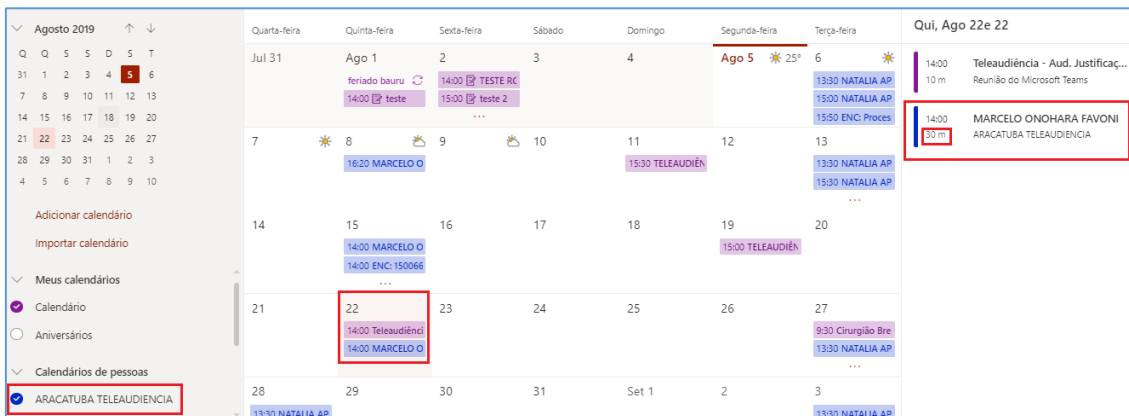 Agosto 2019
Q Q S S D S T
31 1 2 3 4 5 6
7 8 9 10 11 12 13
14 15 16 17 18 19 20
21 22 23 24 25 26 27
28 29 30 31 1 2 3
4 5 6 7 8 9 10
Adicionar calendário
Importar calendário
Meus calendários
Calendário
Aniversários
Calendários de pessoas
ARACATUBA TELEAUDIENCIA
Quarta-feira Quinta-feira Sexta-feira Sábado Domingo Segunda-feira Terça-feira
Jul 31
Ago 1
feriado bauru
14:00 teste
2
14:00 TESTE RC
15:00 teste 2
...
3
4
Ago 5 25°
6
13:30 NATALIA AP
15:00 NATALIA AP
15:50 ENC: Proces
7
8
16:20 MARCELO O
9
10
11
15:30 TELEAUDIÊN
12
13
13:30 NATALIA AP
15:30 NATALIA AP
...
14
15
14:00 MARCELO O
14:00 ENC: 150066
...
16
17
18
19
15:00 TELEAUDIÊN
20
21
22
14:00 Teleaudiênci
14:00 MARCELO O
23
24
25
26
27
9:30 Cirurgião Bre
13:30 NATALIA AP
...
28
13:30 NATALIA AP
29
30
31
Set 1
2
3
13:30 NATALIA AP
Qui, Ago 22e 22
14:00 Teleaudiência - Aud. Justificaç...
10 m Reunião do Microsoft Teams
14:00 MARCELO ONOHARA FAVONI
30 m ARACATUBA TELEAUDIENCIA